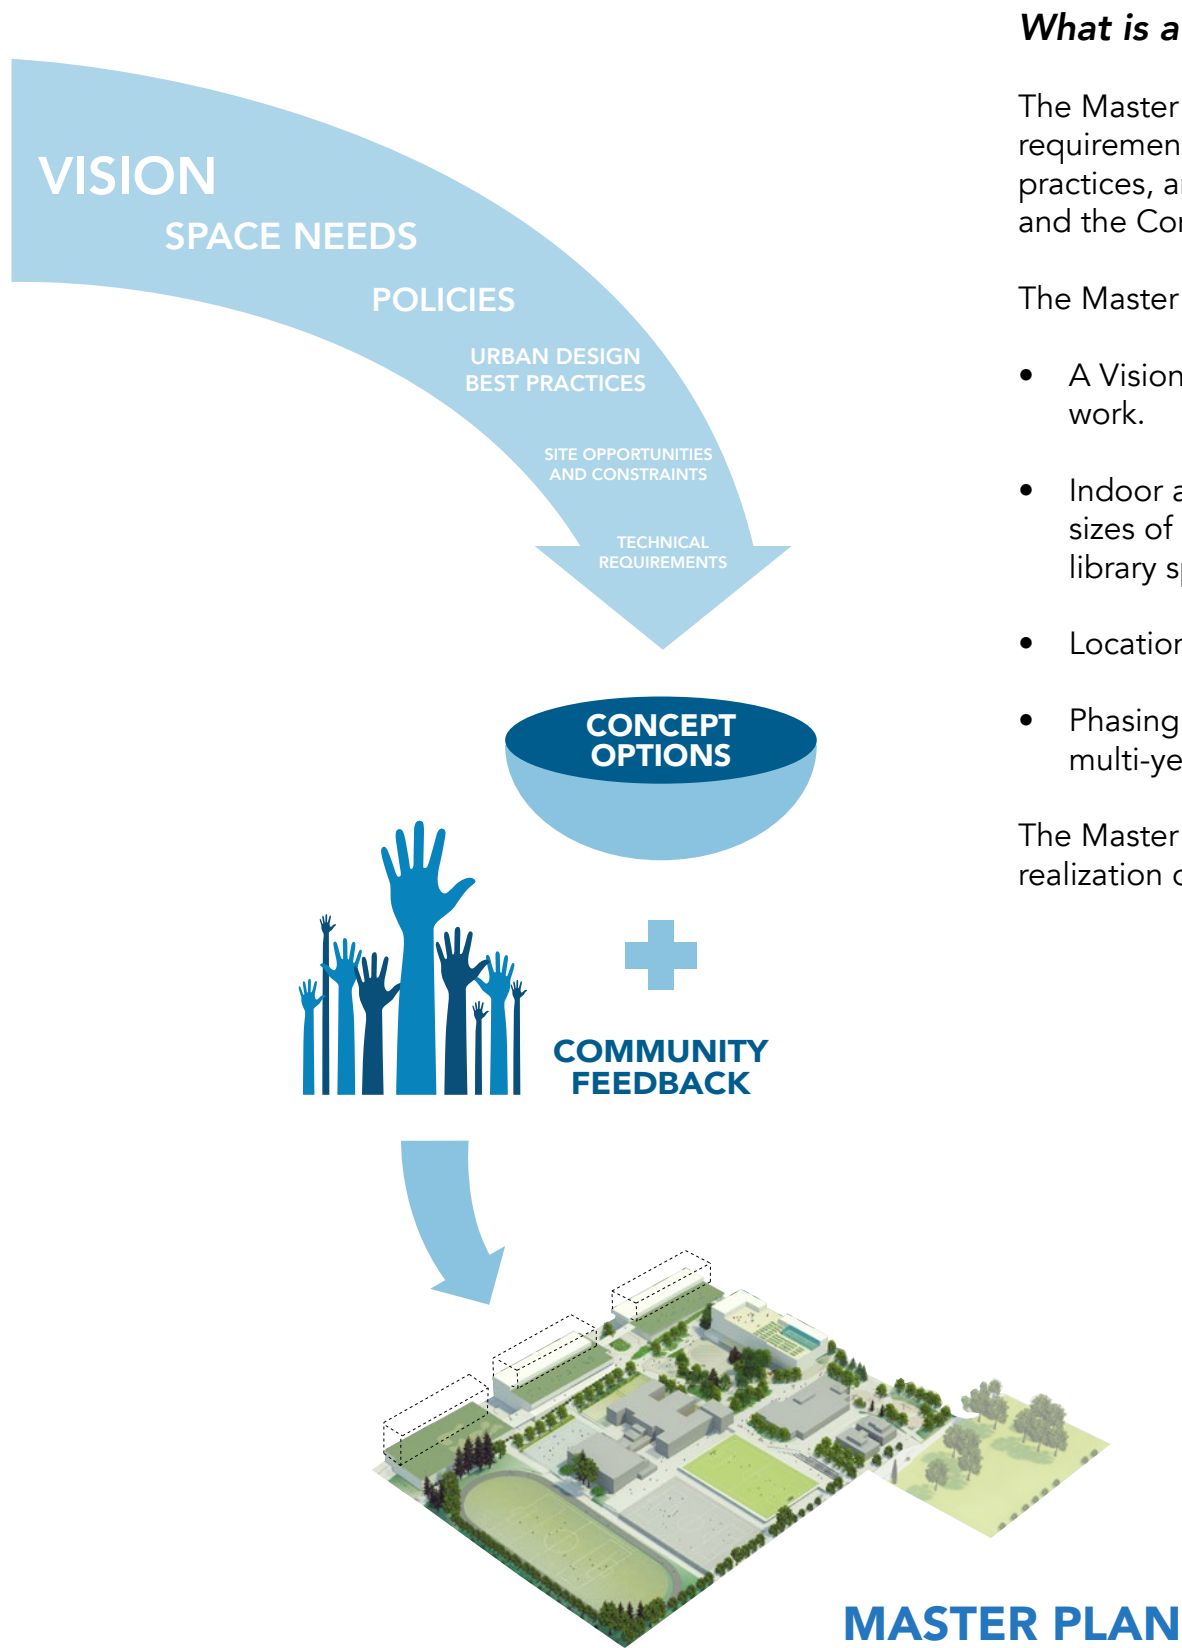 VISION
SPACE NEEDS
POLICIES
URBAN DESIGN
BEST PRACTICES
SITE OPPORTUNITIES
AND CONSTRAINTS
TECHNICAL
REQUIREMENTS
CONCEPT
OPTIONS
COMMUNITY
FEEDBACK
MASTER PLAN
What is a
The Master
requiremen
practices, a
and the Co
The Master
• A Vision
work.
• Indoor a
sizes of
library s
• Location
• Phasing
multi-ye
The Master
realization